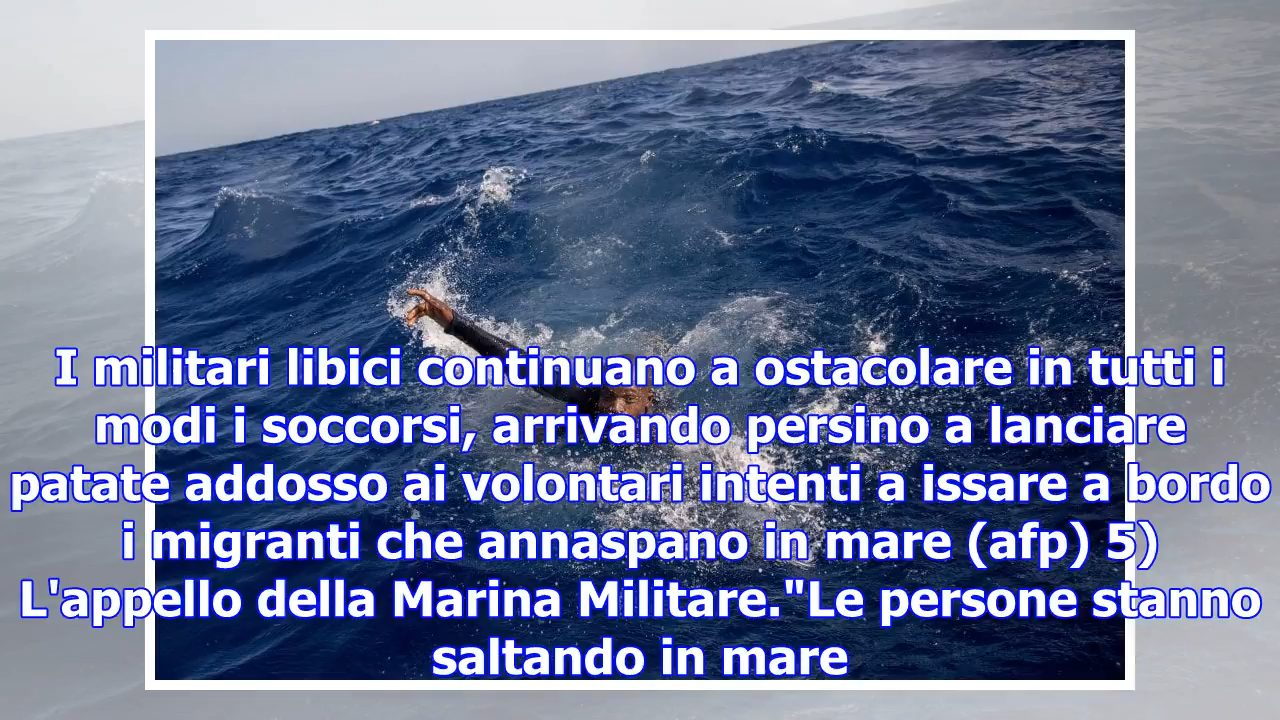 I militari libici continuano a ostacolare in tutti i
modi i soccorsi, arrivando persino a lanciare
patate addosso ai volontari intenti a issare a bordo
i migranti che annaspano in mare (afp) 5)
L'appello della Marina Militare."Le persone stanno
saltando in mare